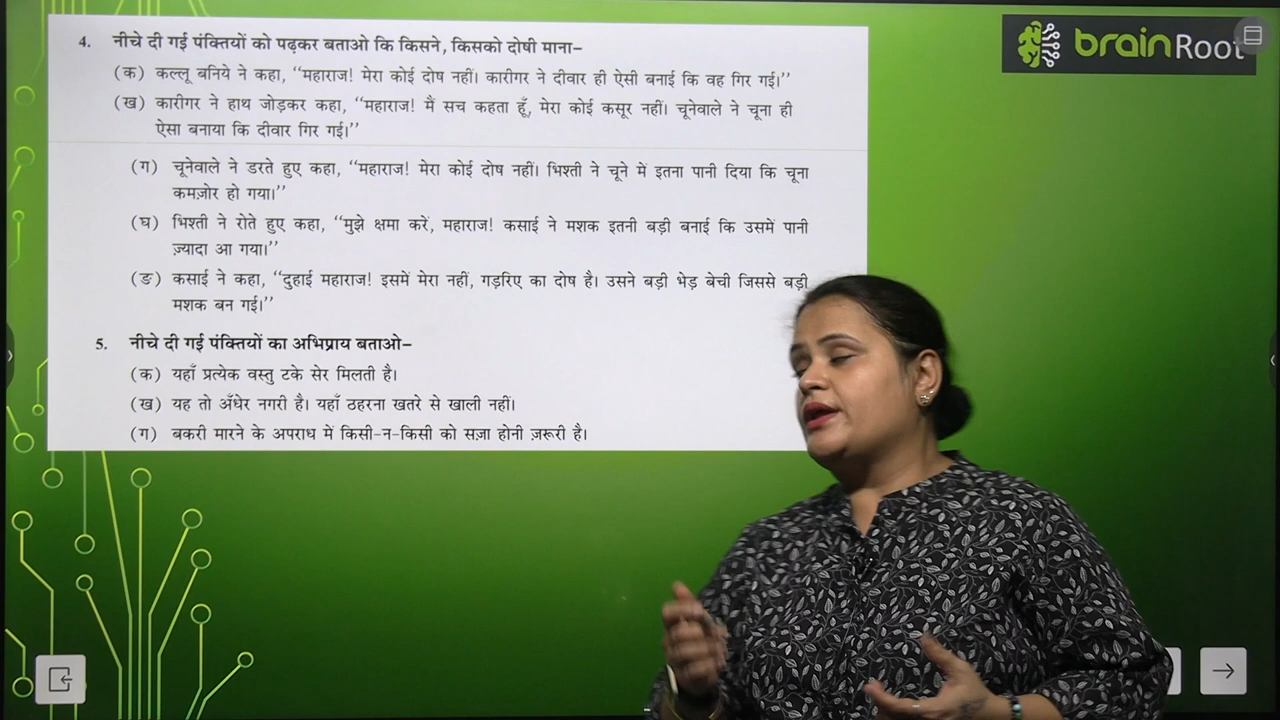 brainRoot
4. नीचे दी गई पंक्तियों को पढ़कर बताओ कि किसने, किसको दोषी माना–
(क) कल्लू बनिये ने कहा, ‘‘महाराज! मेरा कोई दोष नहीं। कारीगर ने दीवार ही ऐसी बनाई कि वह गिर गई।’’
(ख) कारीगर ने हाथ जोड़कर कहा, ‘‘महाराज! मैं सच कहता हूँ, मेरा कोई कसूर नहीं। चूनेवाले ने चूना ही
ऐसा बनाया कि दीवार गिर गई।’’
(ग) चूनेवाले ने डरते हुए कहा, ‘‘महाराज! मेरा कोई दोष नहीं। भिश्ती ने चूने में इतना पानी दिया कि चूना
कमज़ोर हो गया।’’
(घ) भिश्ती ने रोते हुए कहा, ‘‘मुझे क्षमा करें, महाराज! कसाई ने मशक इतनी बड़ी बनाई कि उसमें पानी
ज़्यादा आ गया।’’
(ङ) कसाई ने कहा, ‘‘दुहाई महाराज! इसमें मेरा नहीं, गड़रिए का दोष है। उसने बड़ी भेड़ बेची जिससे बड़ी
मशक बन गई।’’
5. नीचे दी गई पंक्तियों का अभिप्राय बताओ–
(क) यहाँ प्रत्येक वस्तु टके सेर मिलती है।
(ख) यह तो अँधेर नगरी है। यहाँ ठहरना खतरे से खाली नहीं।
(ग) बकरी मारने के अपराध में किसी-न-किसी को सज़ा होनी ज़रूरी है।